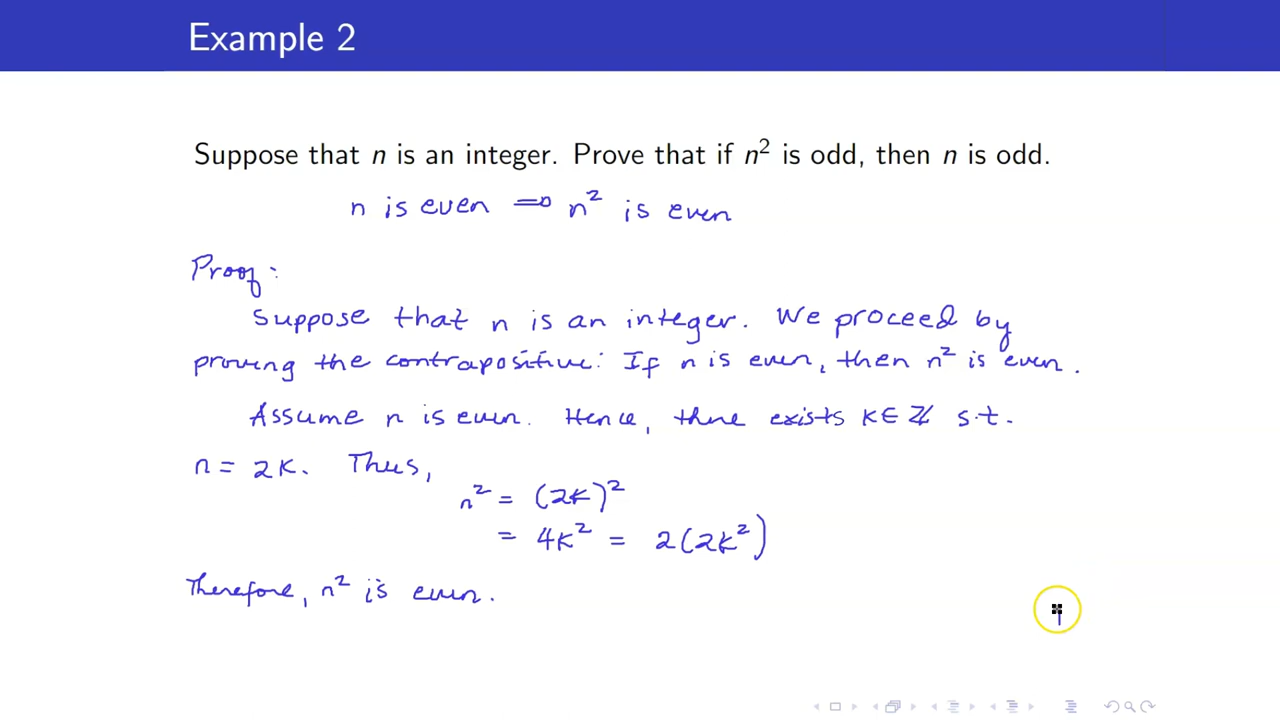 Example 2
Suppose that n is an integer. Prove that if n² is odd, then n is odd.
n is even ⇒ n² is even
Proof:
Suppose that n is an integer. We proceed by
proving the contrapositive: If n is even, then n² is even.
Assume n is even. Hence, there exists k∈ℤ s.t.
n = 2k. Thus,
n² = (2k)²
= 4k² = 2(2k²)
Therefore, n² is even.